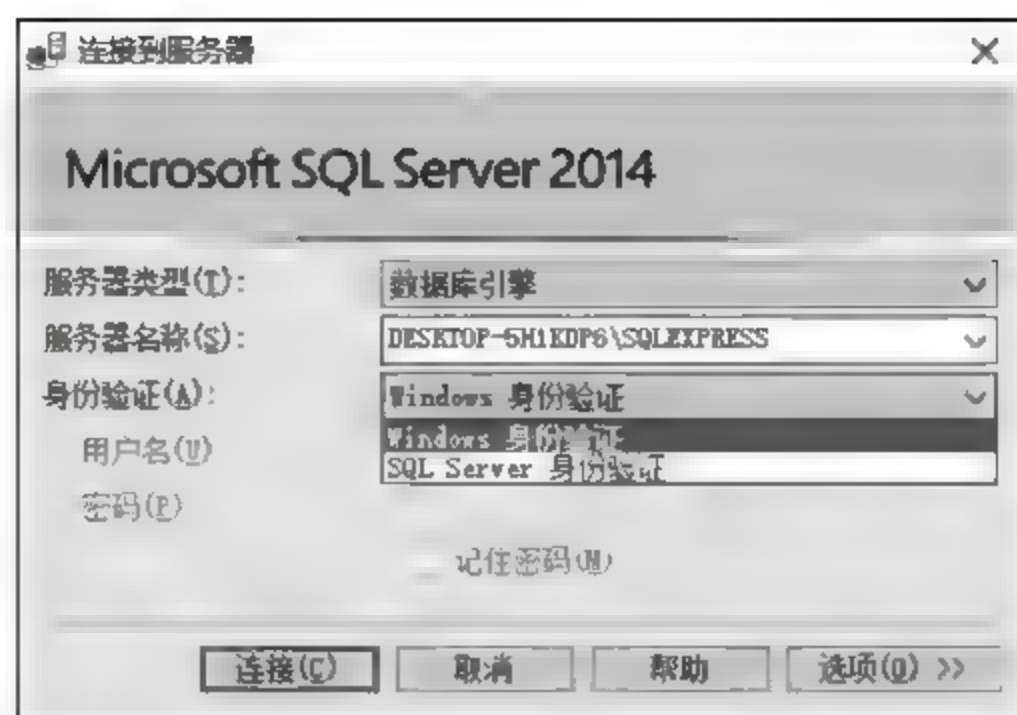 连接到服务器
Microsoft SQL Server 2014
服务器类型(T): 数据库引擎
服务器名称(S): DESKTOP-5H1KDP6\SQLEXPRESS
身份验证(A): Windows 身份验证
Windows 身份验证
用户名(U)
SQL Server 身份验证
密码(P)
记住密码(M)
连接(C) 取消 帮助 选项(O) >>